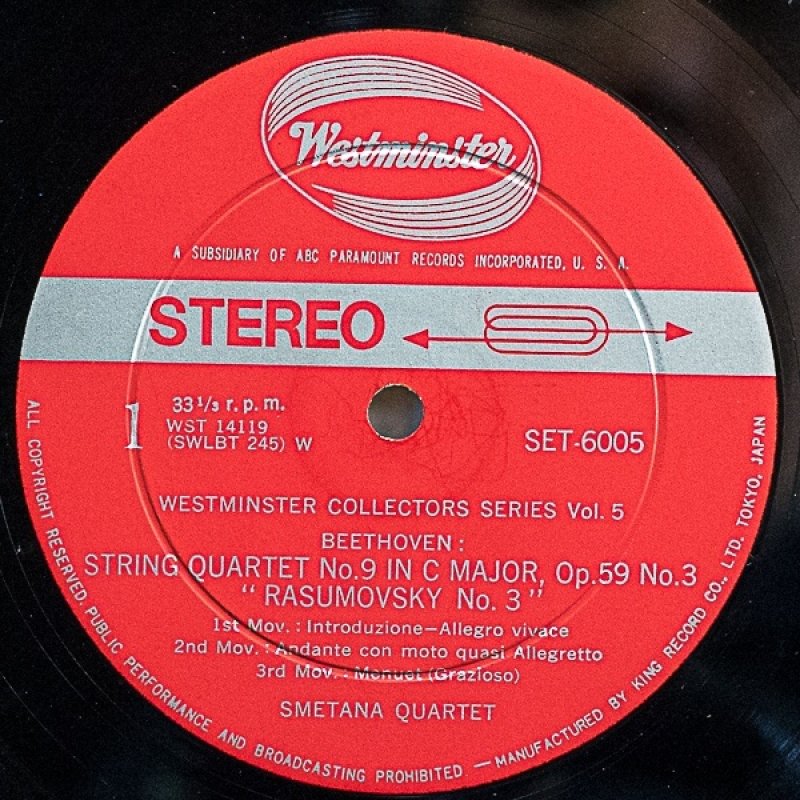 Westminster
A SUBSIDIARY OF ABC PARAMOUNT RECORDS INCORPORATED, U. S. A.
STEREO
1
33 1/3 r. p. m.
WST 14119
(SWLBT 245) W
SET-6005
WESTMINSTER COLLECTORS SERIES Vol. 5
BEETHOVEN :
STRING QUARTET No.9 IN C MAJOR, Op.59 No.3
“ RASUMOVSKY No. 3 ”
1st Mov. : Introduzione—Allegro vivace
2nd Mov. : Andante con moto quasi Allegretto
3rd Mov. : Menuet (Grazioso)
SMETANA QUARTET
ALL COPYRIGHT RESERVED. PUBLIC PERFORMANCE AND BROADCASTING PROHIBITED. — MANUFACTURED BY KING RECORD CO., LTD. TOKYO, JAPAN